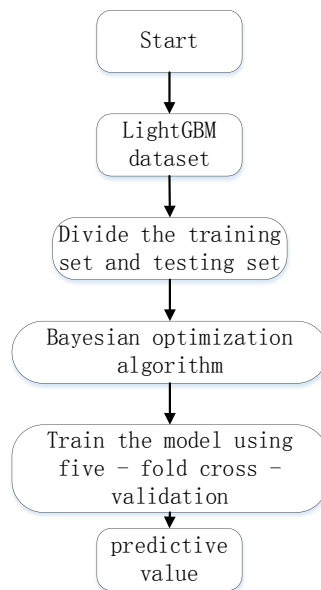 Start
LightGBM
dataset
Divide the training
set and testing set
Bayesian optimization
algorithm
Train the model using
five - fold cross -
validation
predictive
value